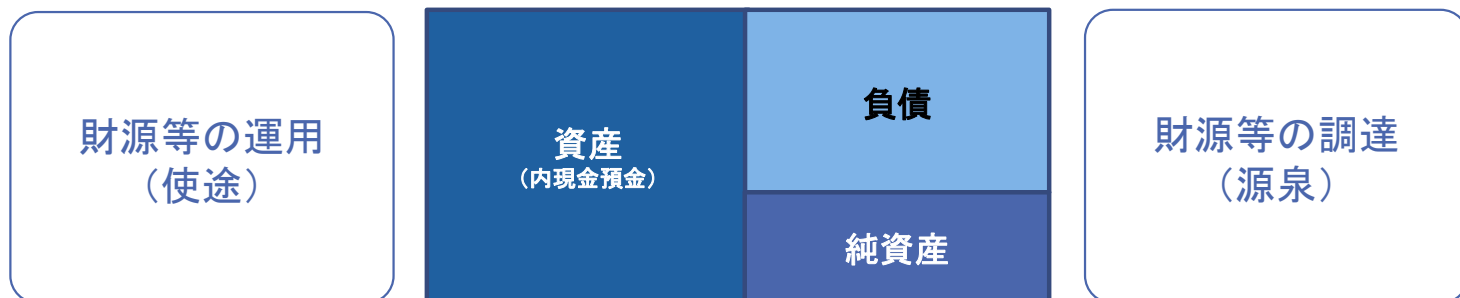 財源等の運用
（使途）
資産
（内現金預金）
負債
純資産
財源等の調達
（源泉）